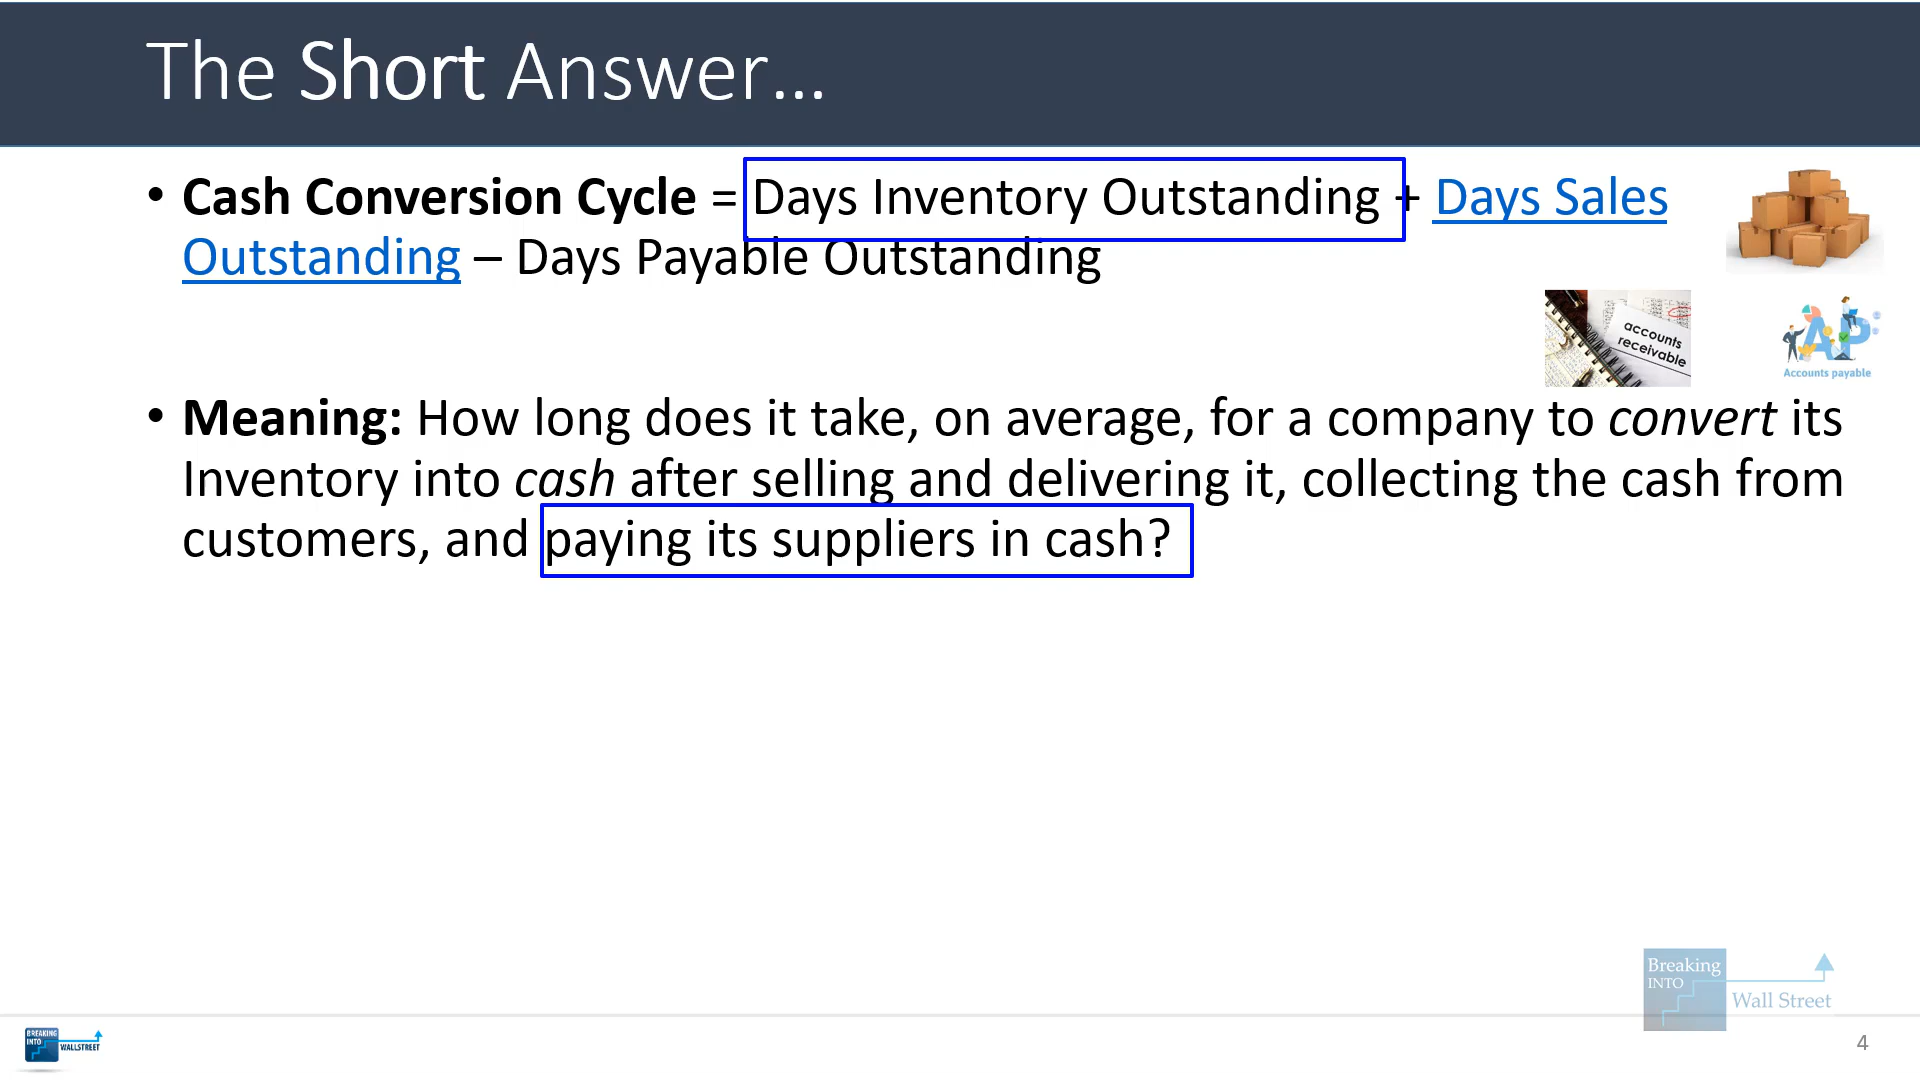 The Short Answer…
• Cash Conversion Cycle = Days Inventory Outstanding + Days Sales
Outstanding – Days Payable Outstanding
accounts
receivable
AP
Accounts payable
• Meaning: How long does it take, on average, for a company to convert its
Inventory into cash after selling and delivering it, collecting the cash from
customers, and paying its suppliers in cash?
Breaking
INTO
Wall Street
BREAKING
INTO
WALLSTREET
4